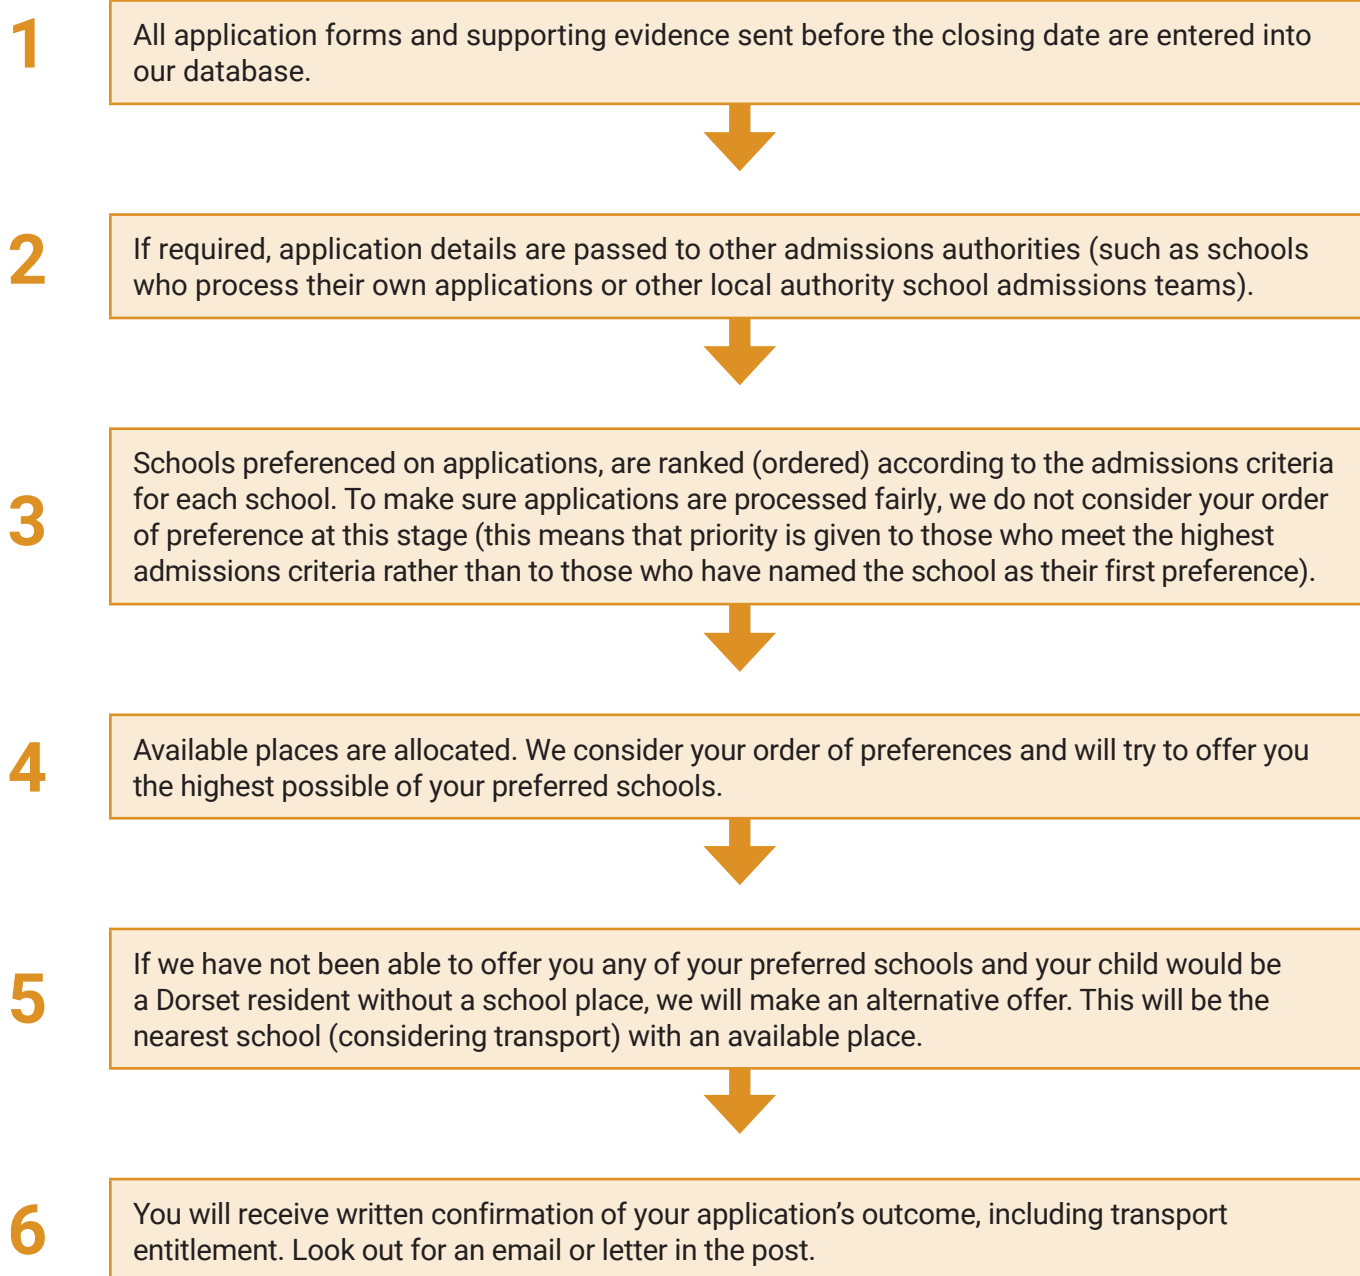 1
All application forms and supporting evidence sent before the closing date are entered into
our database.
2
If required, application details are passed to other admissions authorities (such as schools
who process their own applications or other local authority school admissions teams).
3
Schools preferenced on applications, are ranked (ordered) according to the admissions criteria
for each school. To make sure applications are processed fairly, we do not consider your order
of preference at this stage (this means that priority is given to those who meet the highest
admissions criteria rather than to those who have named the school as their first preference).
4
Available places are allocated. We consider your order of preferences and will try to offer you
the highest possible of your preferred schools.
5
If we have not been able to offer you any of your preferred schools and your child would be
a Dorset resident without a school place, we will make an alternative offer. This will be the
nearest school (considering transport) with an available place.
6
You will receive written confirmation of your application’s outcome, including transport
entitlement. Look out for an email or letter in the post.